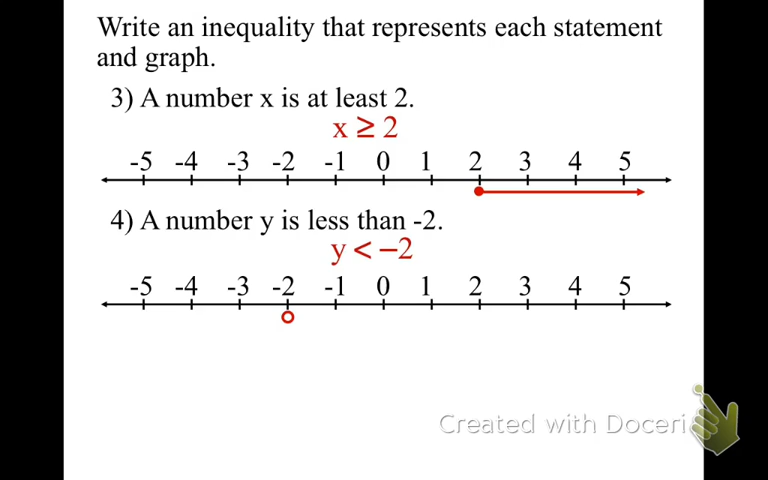 Write an inequality that represents each statement
and graph.
3) A number x is at least 2.
x ≥ 2
-5 -4 -3 -2 -1 0 1 2 3 4 5
4) A number y is less than -2.
y < −2
-5 -4 -3 -2 -1 0 1 2 3 4 5
Created with Doceri